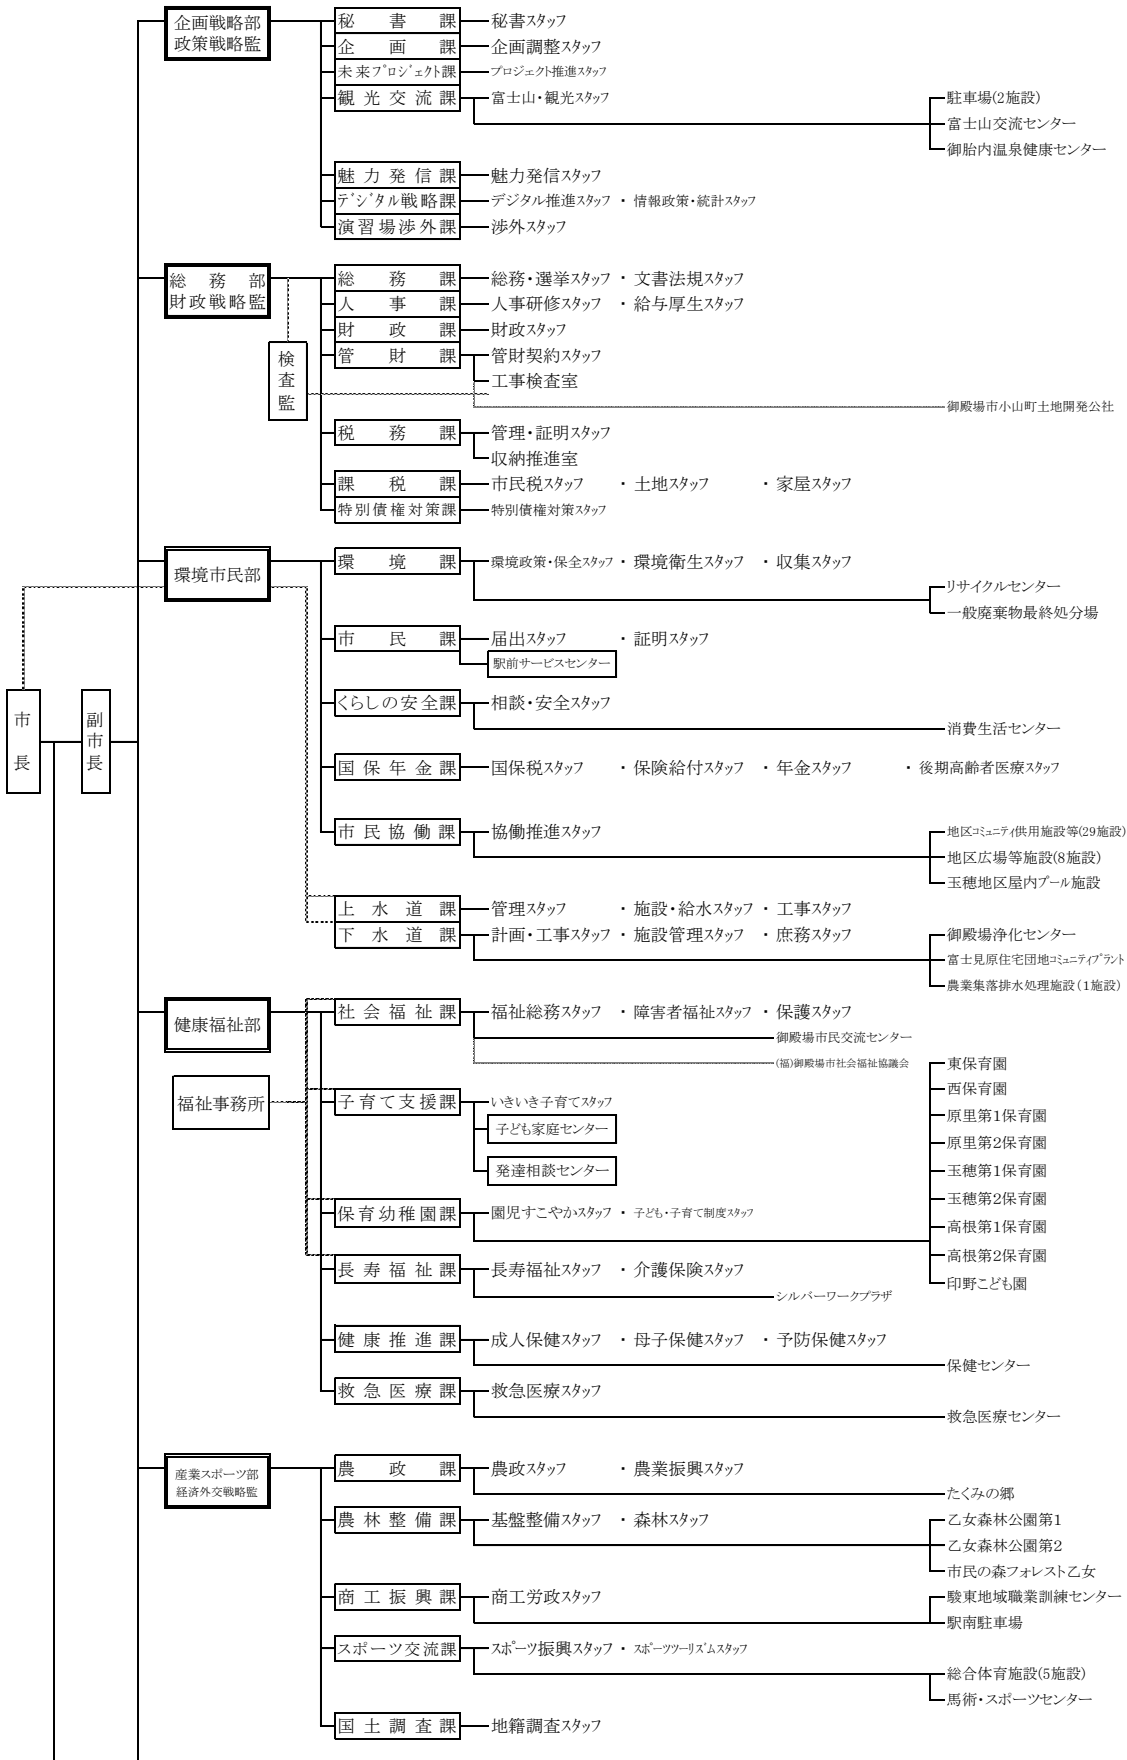 企画戦略部
政策戦略監
秘書課 秘書スタッフ
企画課 企画調整スタッフ
未来プロジェクト課 プロジェクト推進スタッフ
観光交流課 富士山・観光スタッフ 駐車場(2施設)
富士山交流センター
御胎内温泉健康センター
魅力発信課 魅力発信スタッフ
デジタル戦略課 デジタル推進スタッフ ・ 情報政策・統計スタッフ
演習場渉外課 渉外スタッフ
総務部
財政戦略監
総務課 総務・選挙スタッフ ・ 文書法規スタッフ
人事課 人事研修スタッフ ・ 給与厚生スタッフ
財政課 財政スタッフ
管財課 管財契約スタッフ
検査監
工事検査室
御殿場市小山町土地開発公社
税務課 管理・証明スタッフ
収納推進室
課税課 市民税スタッフ ・ 土地スタッフ ・ 家屋スタッフ
特別債権対策課 特別債権対策スタッフ
環境市民部
環境課 環境政策・保全スタッフ ・ 環境衛生スタッフ ・ 収集スタッフ
リサイクルセンター
一般廃棄物最終処分場
市民課 届出スタッフ ・ 証明スタッフ
駅前サービスセンター
市長
副市長
くらしの安全課 相談・安全スタッフ
消費生活センター
国保年金課 国保税スタッフ ・ 保険給付スタッフ ・ 年金スタッフ ・ 後期高齢者医療スタッフ
市民協働課 協働推進スタッフ 地区コミュニティ供用施設等(29施設)
地区広場等施設(8施設)
玉穂地区屋内プール施設
上水道課 管理スタッフ ・ 施設・給水スタッフ ・ 工事スタッフ
下水道課 計画・工事スタッフ ・ 施設管理スタッフ ・ 庶務スタッフ 御殿場浄化センター
富士見原住宅団地コミュニティプラント
農業集落排水処理施設(1施設)
健康福祉部
社会福祉課 福祉総務スタッフ ・ 障害者福祉スタッフ ・ 保護スタッフ
御殿場市民交流センター
(福)御殿場市社会福祉協議会
福祉事務所
子育て支援課 いきいき子育てスタッフ
子ども家庭センター
発達相談センター
東保育園
西保育園
原里第1保育園
原里第2保育園
玉穂第1保育園
玉穂第2保育園
高根第1保育園
高根第2保育園
印野こども園
保育幼稚園課 園児すこやかスタッフ ・ 子ども・子育て制度スタッフ
長寿福祉課 長寿福祉スタッフ ・ 介護保険スタッフ
シルバーワークプラザ
健康推進課 成人保健スタッフ ・ 母子保健スタッフ ・ 予防保健スタッフ
保健センター
救急医療課 救急医療スタッフ
救急医療センター
産業スポーツ部
経済外交戦略監
農政課 農政スタッフ ・ 農業振興スタッフ
たくみの郷
農林整備課 基盤整備スタッフ ・ 森林スタッフ 乙女森林公園第1
乙女森林公園第2
市民の森フォレスト乙女
商工振興課 商工労政スタッフ 駿東地域職業訓練センター
駅南駐車場
スポーツ交流課 スポーツ振興スタッフ ・ スポーツツーリズムスタッフ
総合体育施設(5施設)
馬術・スポーツセンター
国土調査課 地籍調査スタッフ